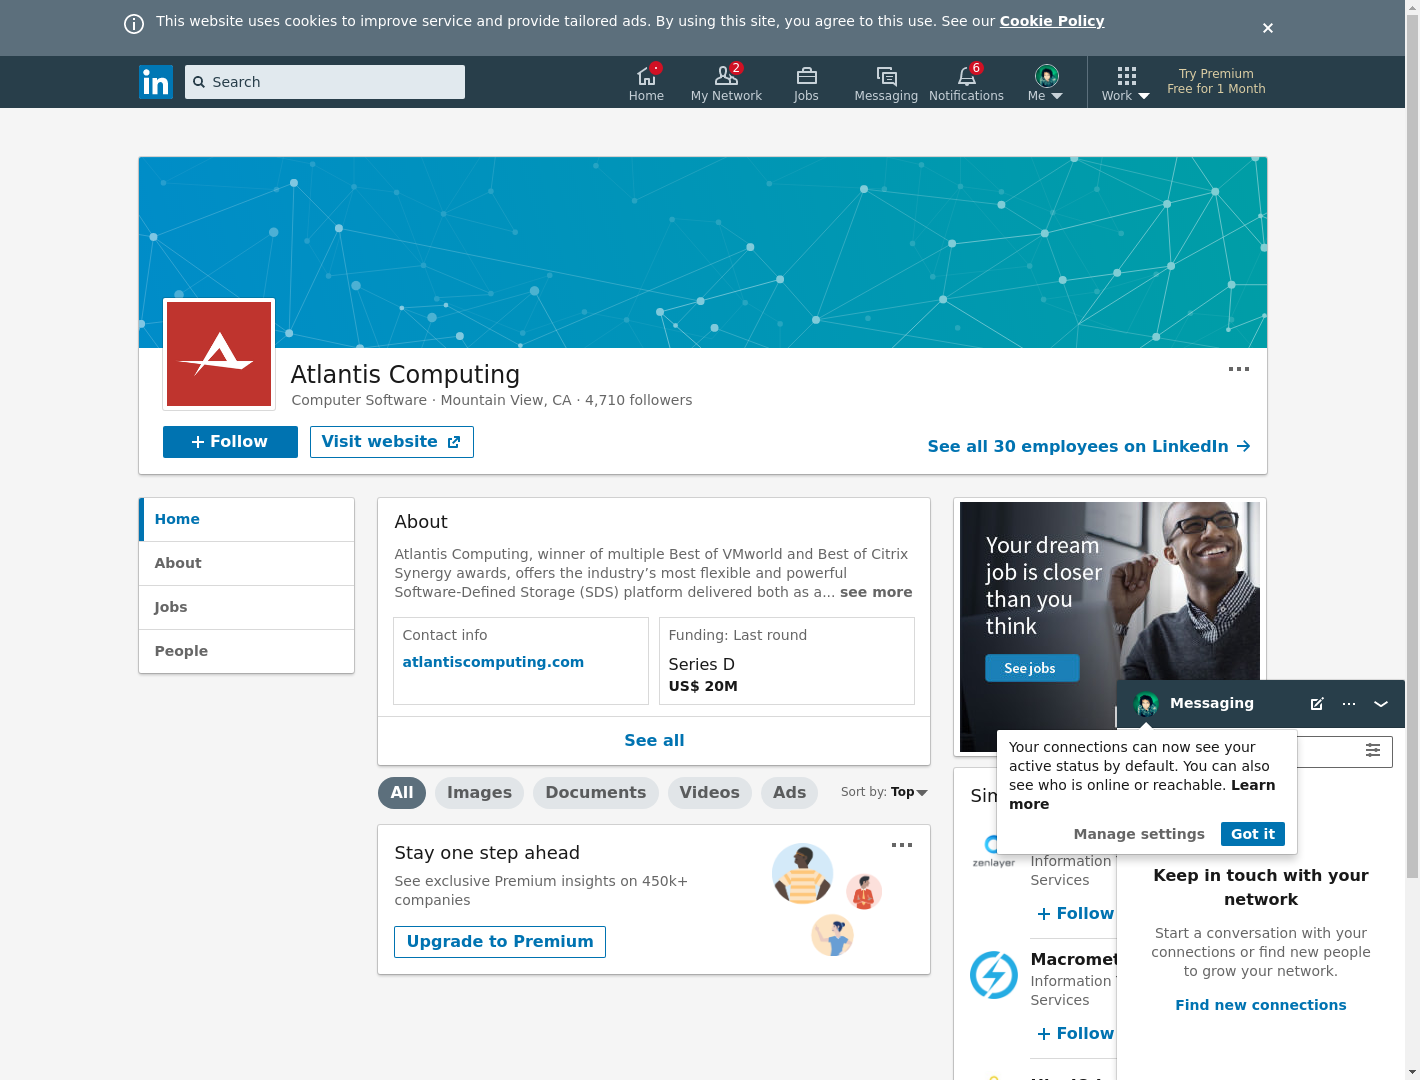 This website uses cookies to improve service and provide tailored ads. By using this site, you agree to this use. See our Cookie Policy
in
Search
Home
2
My Network
Jobs
Messaging
6
Notifications
Me
Work
Try Premium
Free for 1 Month
Atlantis Computing
Computer Software · Mountain View, CA · 4,710 followers
Follow
Visit website
See all 30 employees on LinkedIn
Home
About
Jobs
People
About
Atlantis Computing, winner of multiple Best of VMworld and Best of Citrix
Synergy awards, offers the industry’s most flexible and powerful
Software-Defined Storage (SDS) platform delivered both as a... see more
Contact info
atlantiscomputing.com
Funding: Last round
Series D
US$ 20M
See all
All
Images
Documents
Videos
Ads
Sort by: Top
Stay one step ahead
See exclusive Premium insights on 450k+
companies
Upgrade to Premium
Your dream
job is closer
than you
think
See jobs
Messaging
Your connections can now see your
active status by default. You can also
see who is online or reachable. Learn
more
Manage settings
Got it
zenlayer
Information
Services
Follow
Macromet
Information
Services
Follow
Keep in touch with your
network
Start a conversation with your
connections or find new people
to grow your network.
Find new connections